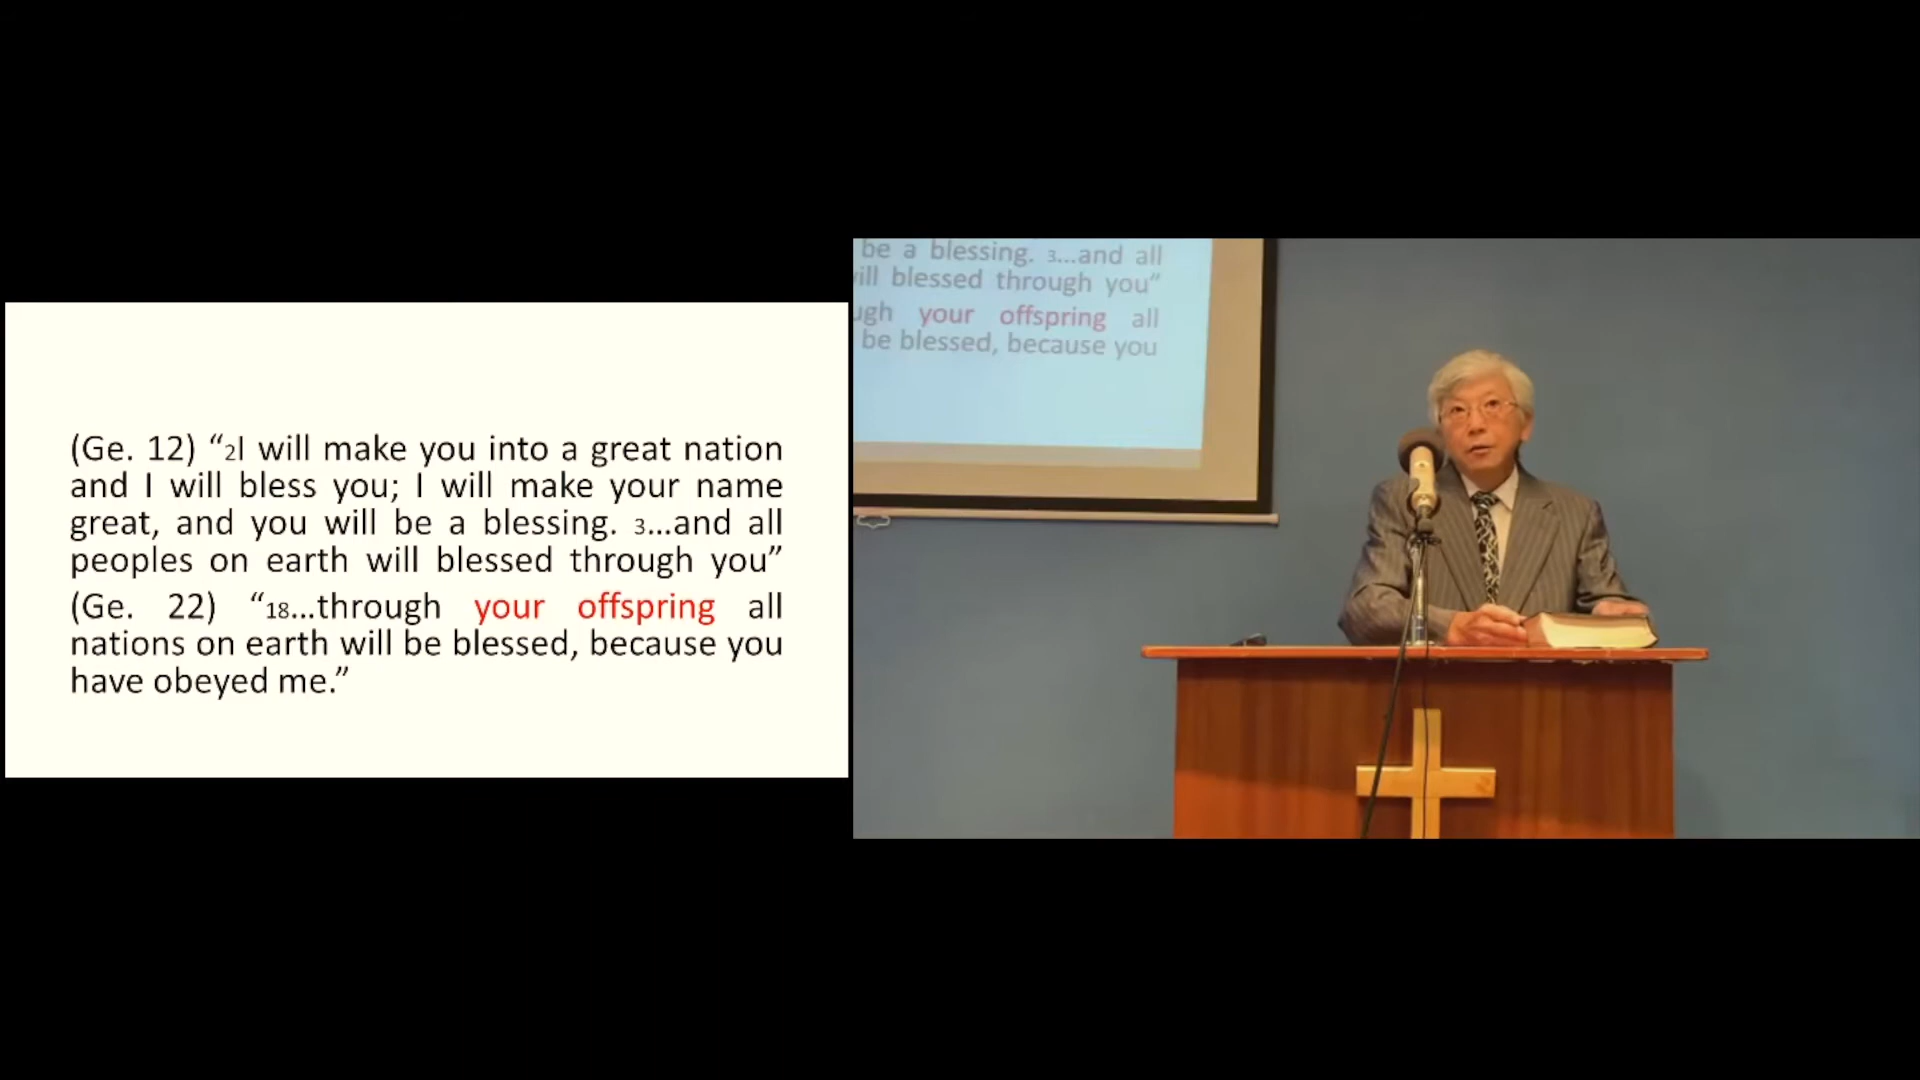 (Ge. 12) “2I will make you into a great nation
and I will bless you; I will make your name
great, and you will be a blessing. 3...and all
peoples on earth will blessed through you”
(Ge. 22) “18...through your offspring all
nations on earth will be blessed, because you
have obeyed me.”
be a blessing. 3...and all
will blessed through you”
ugh your offspring all
be blessed, because you